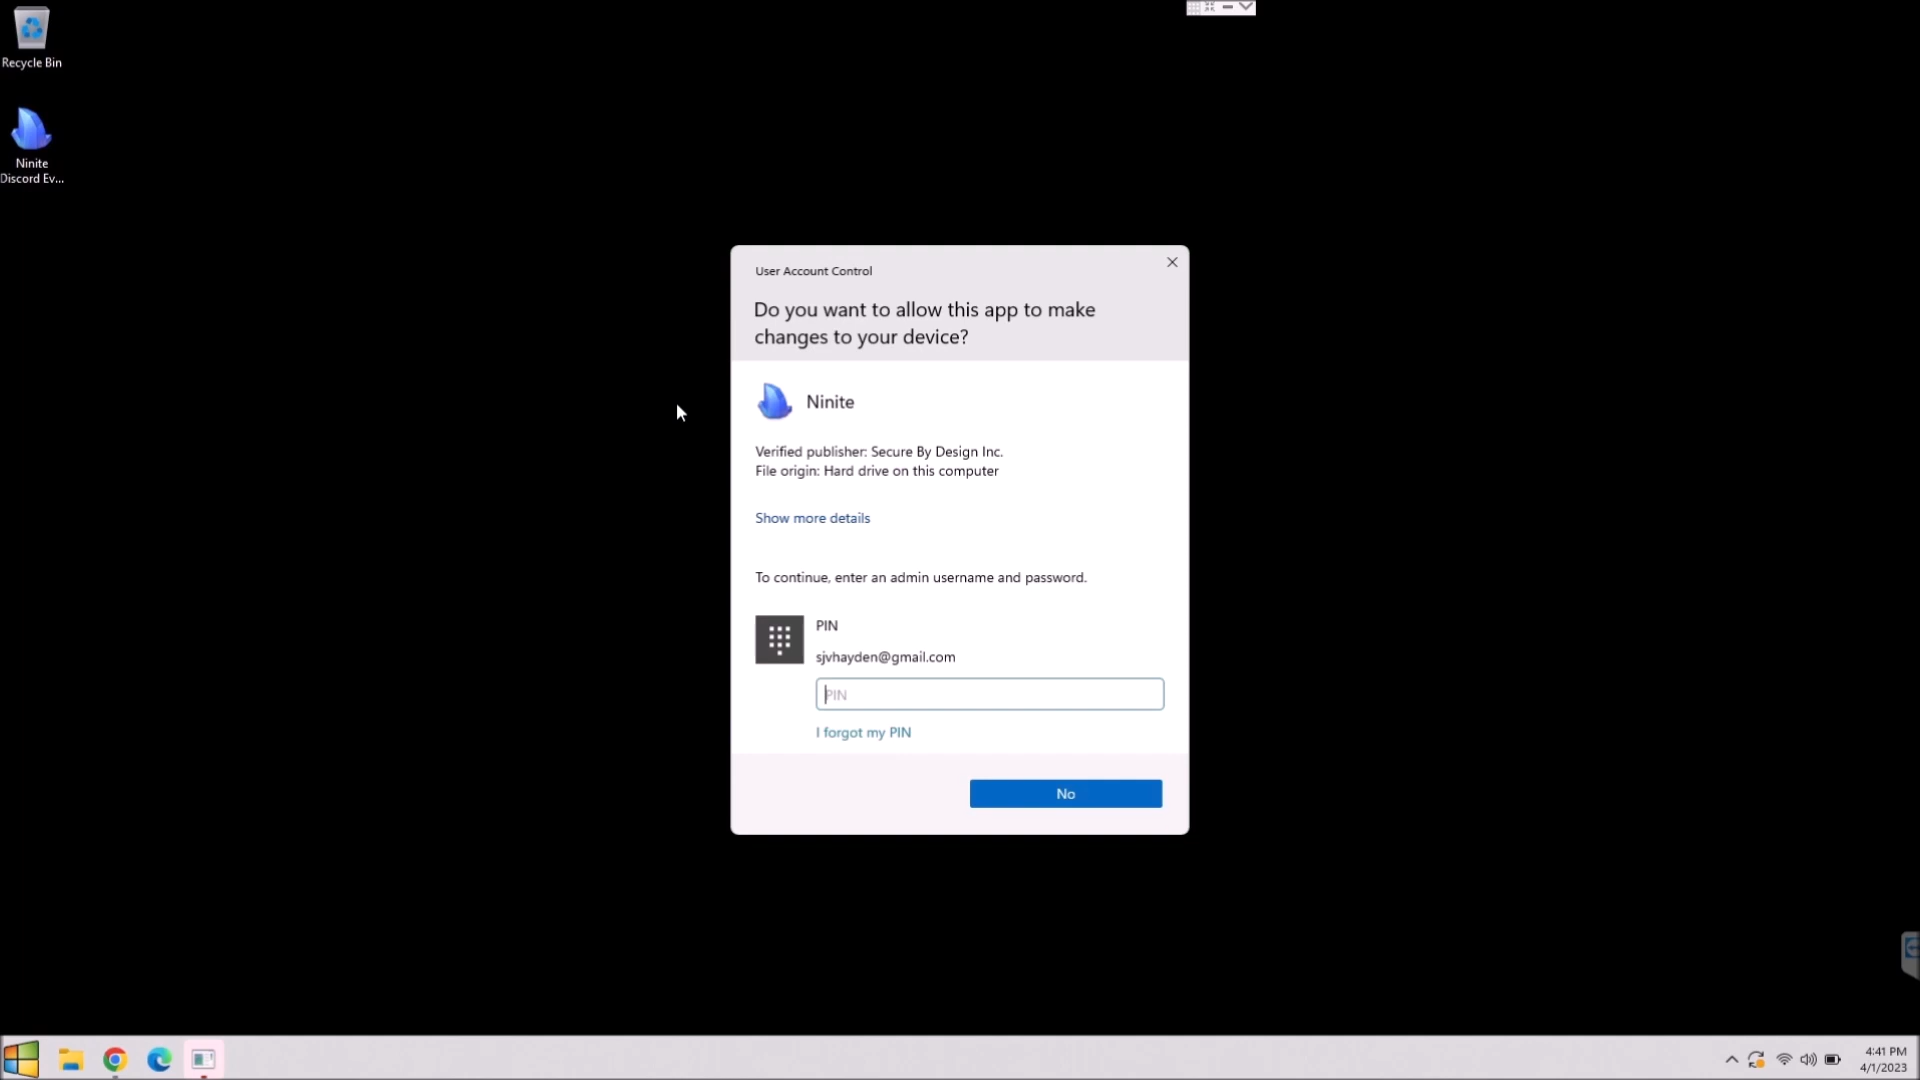 Recycle Bin
Ninite
Discord Ev...
User Account Control
Do you want to allow this app to make
changes to your device?
Ninite
Verified publisher: Secure By Design Inc.
File origin: Hard drive on this computer
Show more details
To continue, enter an admin username and password.
PIN
sjvhayden@gmail.com
PIN
I forgot my PIN
No
4:41 PM
4/1/2023